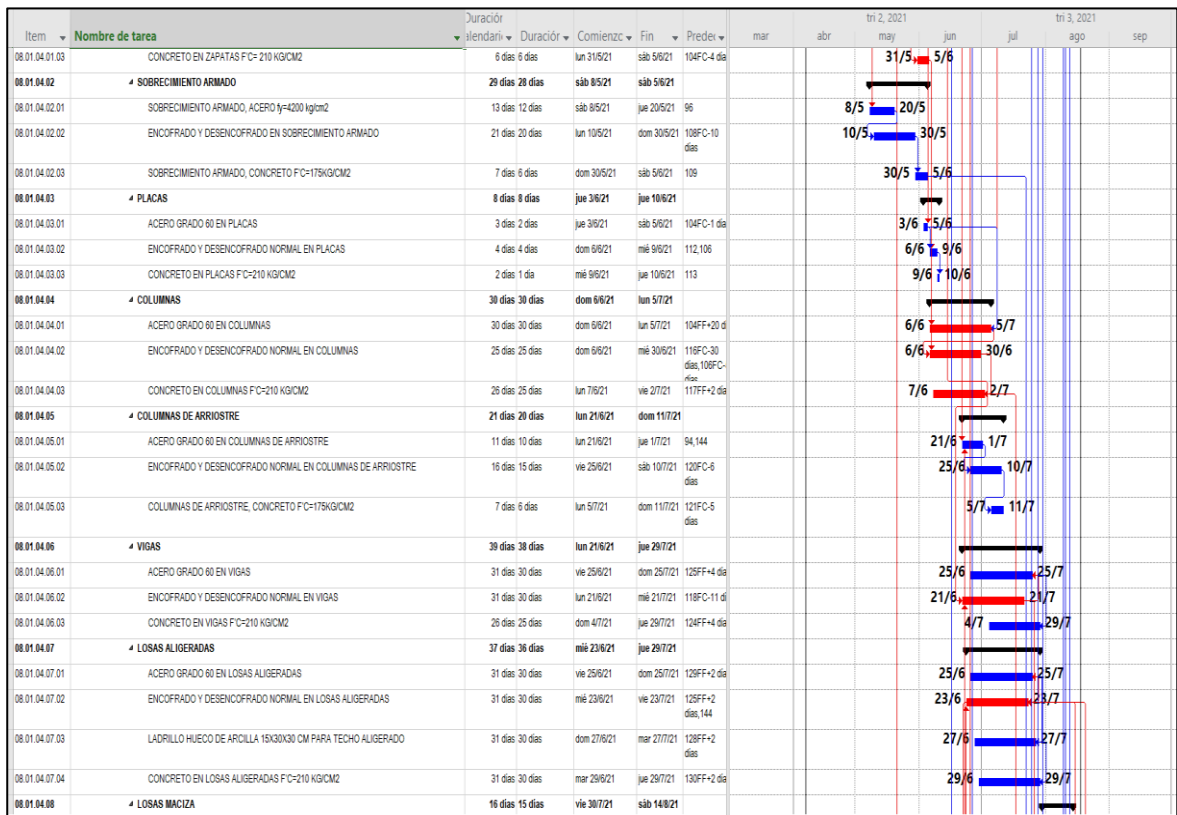 Duración tri 2, 2021 tri 3, 2021
Item Nombre de tarea alendari Duraciór Comienzc Fin Predec mar abr may jun jul ago sep
08.01.04.01.03 CONCRETO EN ZAPATAS F'C= 210 KG/CM2 6 días 6 días lun 31/5/21 sáb 5/6/21 104FC-4 día 31/5 5/6
08.01.04.02 SOBRECIMIENTO ARMADO 29 días 28 días sáb 8/5/21 sáb 5/6/21
08.01.04.02.01 SOBRECIMIENTO ARMADO, ACERO fy=4200 kg/cm2 13 días 12 días sáb 8/5/21 jue 20/5/21 96 8/5 20/5
08.01.04.02.02 ENCOFRADO Y DESENCOFRADO EN SOBRECIMIENTO ARMADO 21 días 20 días lun 10/5/21 dom 30/5/21 108FC-10 10/5 30/5
días
08.01.04.02.03 SOBRECIMIENTO ARMADO, CONCRETO F'C=175KG/CM2 7 días 6 días dom 30/5/21 sáb 5/6/21 109 30/5 5/6
08.01.04.03 PLACAS 8 días 8 días jue 3/6/21 jue 10/6/21
08.01.04.03.01 ACERO GRADO 60 EN PLACAS 3 días 2 días jue 3/6/21 sáb 5/6/21 104FC-1 día 3/6 5/6
08.01.04.03.02 ENCOFRADO Y DESENCOFRADO NORMAL EN PLACAS 4 días 4 días dom 6/6/21 mié 9/6/21 112,106 6/6 9/6
08.01.04.03.03 CONCRETO EN PLACAS F'C=210 KG/CM2 2 días 1 día mié 9/6/21 jue 10/6/21 113 9/6 10/6
08.01.04.04 COLUMNAS 30 días 30 días dom 6/6/21 lun 5/7/21
08.01.04.04.01 ACERO GRADO 60 EN COLUMNAS 30 días 30 días dom 6/6/21 lun 5/7/21 104FF+20 d 6/6 5/7
08.01.04.04.02 ENCOFRADO Y DESENCOFRADO NORMAL EN COLUMNAS 25 días 25 días dom 6/6/21 mié 30/6/21 116FC-30 6/6 30/6
días,106FC-
08.01.04.04.03 CONCRETO EN COLUMNAS F'C=210 KG/CM2 26 días 25 días lun 7/6/21 vie 2/7/21 117FF+2 día 7/6 2/7
08.01.04.05 COLUMNAS DE ARRIOSTRE 21 días 20 días lun 21/6/21 dom 11/7/21
08.01.04.05.01 ACERO GRADO 60 EN COLUMNAS DE ARRIOSTRE 11 días 10 días lun 21/6/21 jue 1/7/21 94,144 21/6 1/7
08.01.04.05.02 ENCOFRADO Y DESENCOFRADO NORMAL EN COLUMNAS DE ARRIOSTRE 16 días 15 días vie 25/6/21 sáb 10/7/21 120FC-6 25/6 10/7
días
08.01.04.05.03 COLUMNAS DE ARRIOSTRE, CONCRETO F'C=175KG/CM2 7 días 6 días lun 5/7/21 dom 11/7/21 121FC-5 5/7 11/7
días
08.01.04.06 VIGAS 39 días 38 días lun 21/6/21 jue 29/7/21
08.01.04.06.01 ACERO GRADO 60 EN VIGAS 31 días 30 días vie 25/6/21 dom 25/7/21 125FF+4 día 25/6 25/7
08.01.04.06.02 ENCOFRADO Y DESENCOFRADO NORMAL EN VIGAS 31 días 30 días lun 21/6/21 mié 21/7/21 118FC-11 dí 21/6 21/7
08.01.04.06.03 CONCRETO EN VIGAS F'C=210 KG/CM2 26 días 25 días dom 4/7/21 jue 29/7/21 124FF+4 día 4/7 29/7
08.01.04.07 LOSAS ALIGERADAS 37 días 36 días mié 23/6/21 jue 29/7/21
08.01.04.07.01 ACERO GRADO 60 EN LOSAS ALIGERADAS 31 días 30 días vie 25/6/21 dom 25/7/21 129FF+2 día 25/6 25/7
08.01.04.07.02 ENCOFRADO Y DESENCOFRADO NORMAL EN LOSAS ALIGERADAS 31 días 30 días mié 23/6/21 vie 23/7/21 125FF+2 23/6 23/7
días,144
08.01.04.07.03 LADRILLO HUECO DE ARCILLA 15X30X30 CM PARA TECHO ALIGERADO 31 días 30 días dom 27/6/21 mar 27/7/21 128FF+2 27/6 27/7
días
08.01.04.07.04 CONCRETO EN LOSAS ALIGERADAS F'C=210 KG/CM2 31 días 30 días mar 29/6/21 jue 29/7/21 130FF+2 día 29/6 29/7
08.01.04.08 LOSAS MACIZA 16 días 15 días vie 30/7/21 sáb 14/8/21